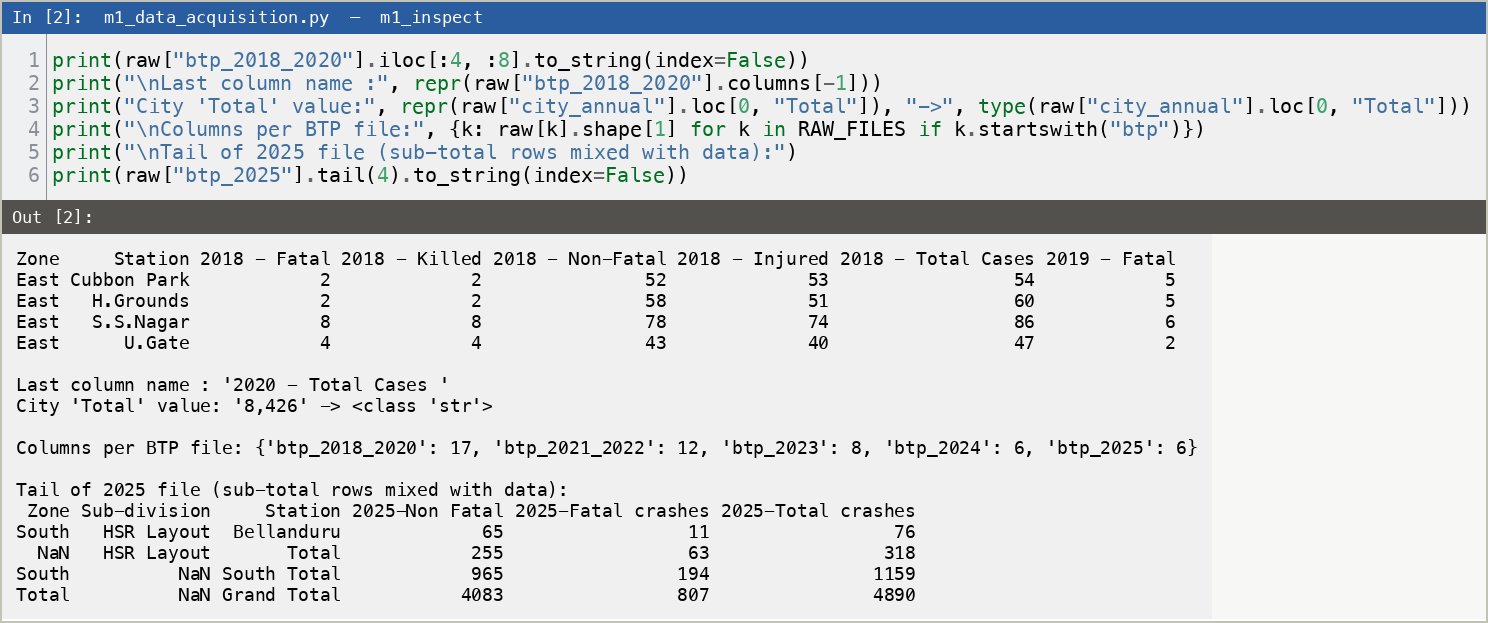 In [2]:  m1_data_acquisition.py  —  m1_inspect
1 print(raw["btp_2018_2020"].iloc[:4, :8].to_string(index=False))
2 print("\nLast column name :", repr(raw["btp_2018_2020"].columns[-1]))
3 print("City 'Total' value:", repr(raw["city_annual"].loc[0, "Total"]), "->", type(raw["city_annual"].loc[0, "Total"]))
4 print("\nColumns per BTP file:", {k: raw[k].shape[1] for k in RAW_FILES if k.startswith("btp")})
5 print("\nTail of 2025 file (sub-total rows mixed with data):")
6 print(raw["btp_2025"].tail(4).to_string(index=False))
Out [2]:
Zone     Station 2018 - Fatal 2018 - Killed 2018 - Non-Fatal 2018 - Injured 2018 - Total Cases 2019 - Fatal
East Cubbon Park            2             2               52             53                 54            5
East   H.Grounds            2             2               58             51                 60            5
East   S.S.Nagar            8             8               78             74                 86            6
East      U.Gate            4             4               43             40                 47            2
Last column name : '2020 - Total Cases '
City 'Total' value: '8,426' -> <class 'str'>
Columns per BTP file: {'btp_2018_2020': 17, 'btp_2021_2022': 12, 'btp_2023': 8, 'btp_2024': 6, 'btp_2025': 6}
Tail of 2025 file (sub-total rows mixed with data):
 Zone Sub-division     Station 2025-Non Fatal 2025-Fatal crashes 2025-Total crashes
South   HSR Layout  Bellanduru             65                 11                 76
  NaN   HSR Layout       Total            255                 63                318
South          NaN South Total            965                194               1159
Total          NaN Grand Total           4083                807               4890